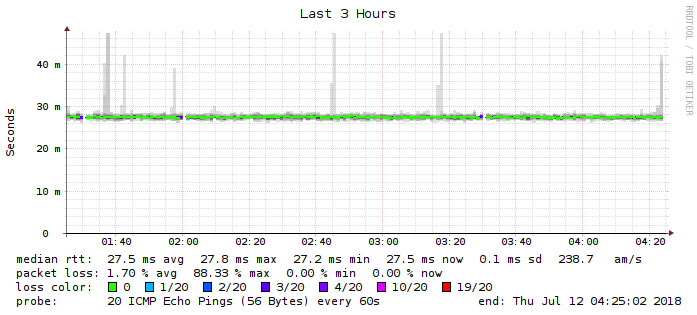 Last 3 Hours
RRDTOOL / TOBI OETIKER
Seconds
40 m
30 m
20 m
10 m
0
01:40 02:00 02:20 02:40 03:00 03:20 03:40 04:00 04:20
median rtt: 27.5 ms avg 27.8 ms max 27.2 ms min 27.5 ms now 0.1 ms sd 238.7 am/s
packet loss: 1.70 % avg 88.33 % max 0.00 % min 0.00 % now
loss color: 0 1/20 2/20 3/20 4/20 10/20 19/20
probe: 20 ICMP Echo Pings (56 Bytes) every 60s end: Thu Jul 12 04:25:02 2018